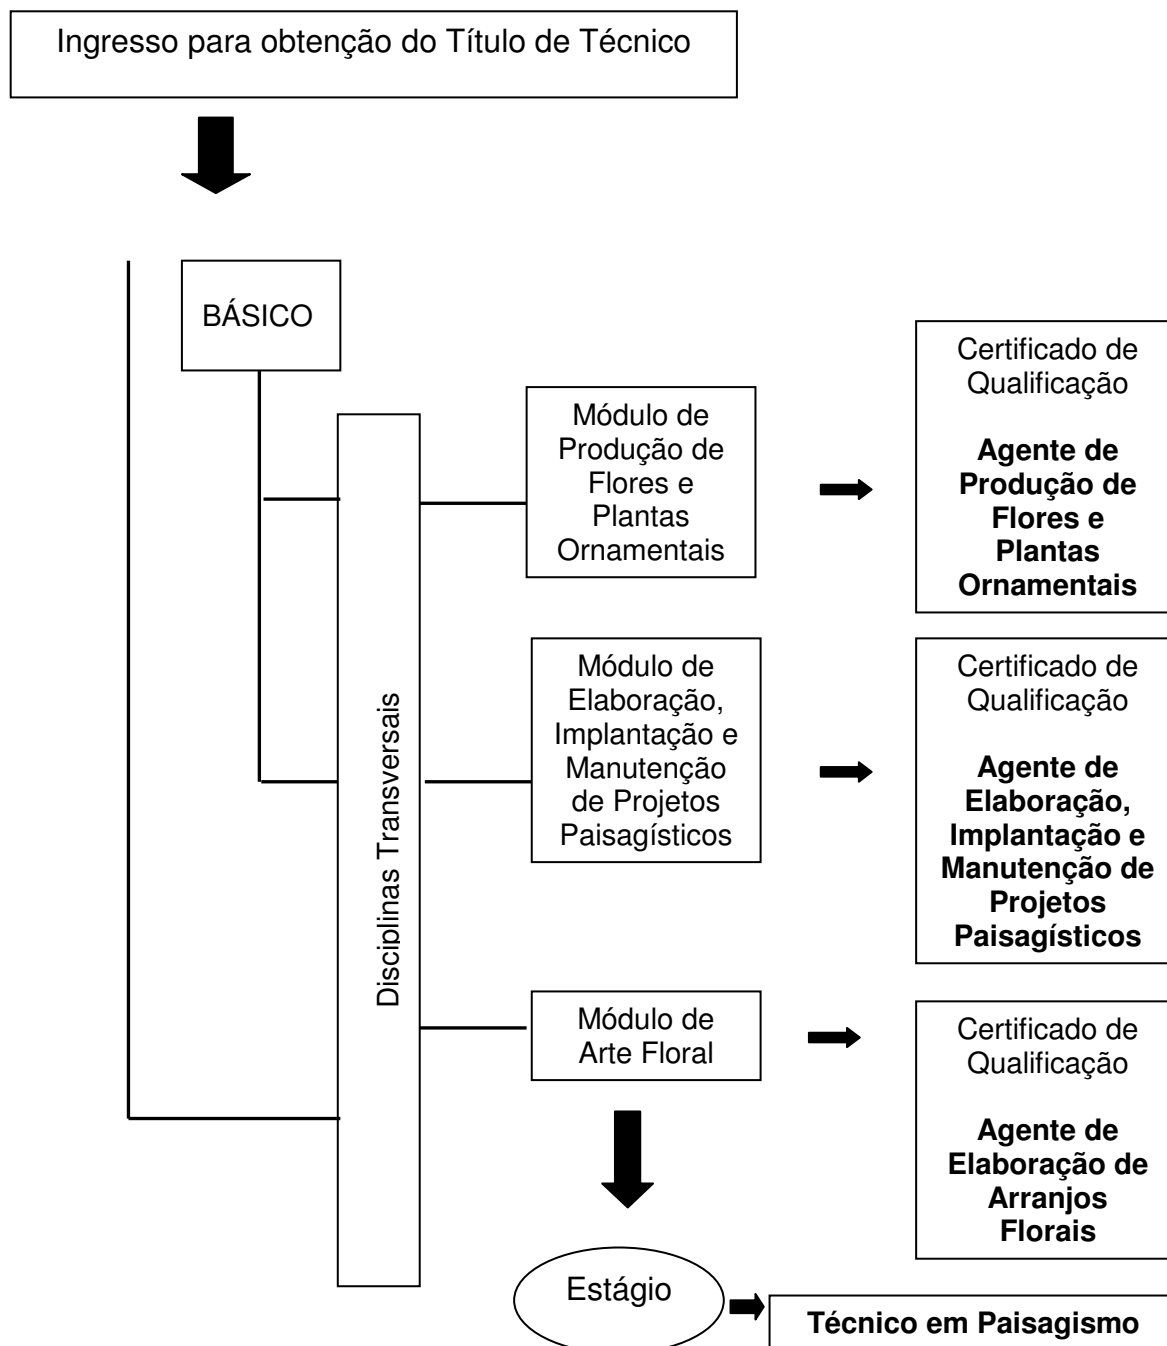 Ingresso para obtenção do Título de Técnico
BÁSICO
Disciplinas Transversais
Módulo de
Produção de
Flores e
Plantas
Ornamentais
Certificado de
Qualificação
Agente de
Produção de
Flores e
Plantas
Ornamentais
Módulo de
Elaboração,
Implantação e
Manutenção
de Projetos
Paisagísticos
Certificado de
Qualificação
Agente de
Elaboração,
Implantação e
Manutenção de
Projetos
Paisagísticos
Módulo de
Arte Floral
Certificado de
Qualificação
Agente de
Elaboração de
Arranjos
Florais
Estágio
Técnico em Paisagismo